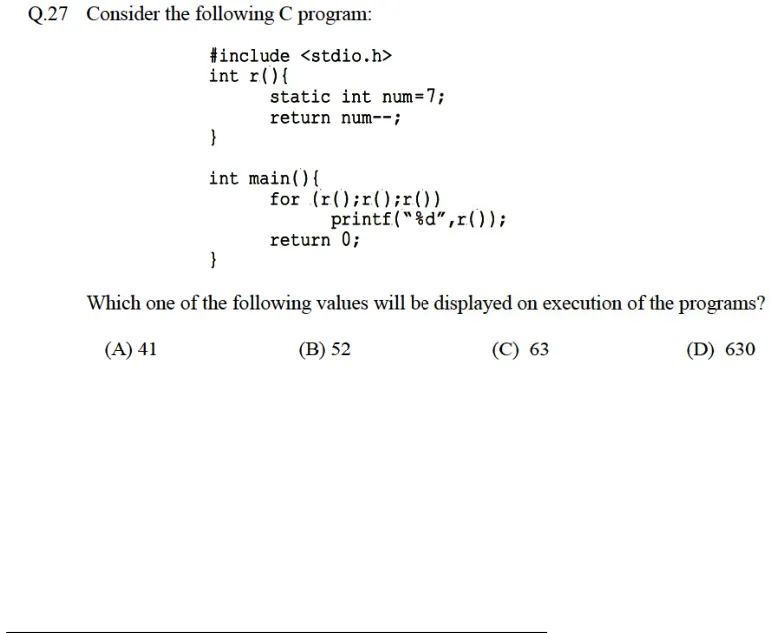 Q.27 Consider the following C program:
#include <stdio.h>
int r(){
static int num=7;
return num--;
}
int main(){
for (r();r();r())
printf(“%d”,r());
return 0;
}
Which one of the following values will be displayed on execution of the programs?
(A) 41 (B) 52 (C) 63 (D) 630